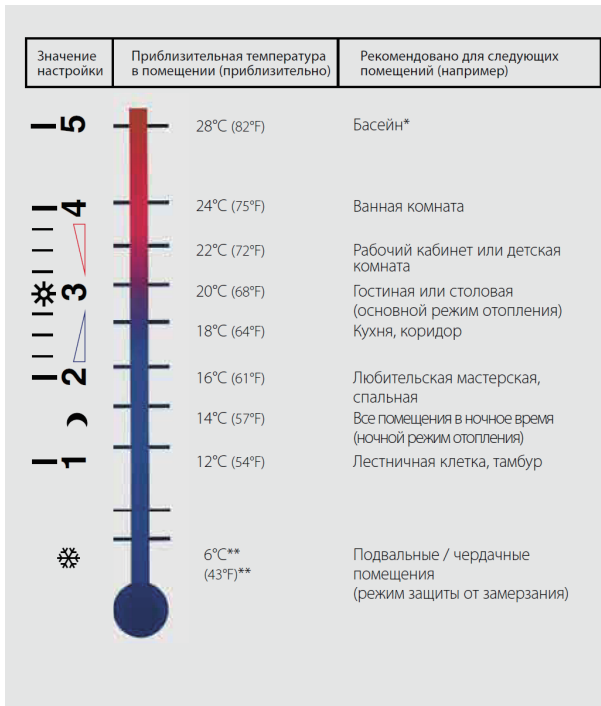 Значение
настройки
Приблизительная температура
в помещении (приблизительно)
Рекомендовано для следующих
помещений (например)
5
28°C (82°F)
Басейн*
4
24°C (75°F)
Ванная комната
22°C (72°F)
Рабочий кабинет или детская
комната
3
20°C (68°F)
Гостиная или столовая
(основной режим отопления)
18°C (64°F)
Кухня, коридор
2
16°C (61°F)
Любительская мастерская,
спальная
14°C (57°F)
Все помещения в ночное время
(ночной режим отопления)
1
12°C (54°F)
Лестничная клетка, тамбур
6°C**
(43°F)**
Подвальные / чердачные
помещения
(режим защиты от замерзания)